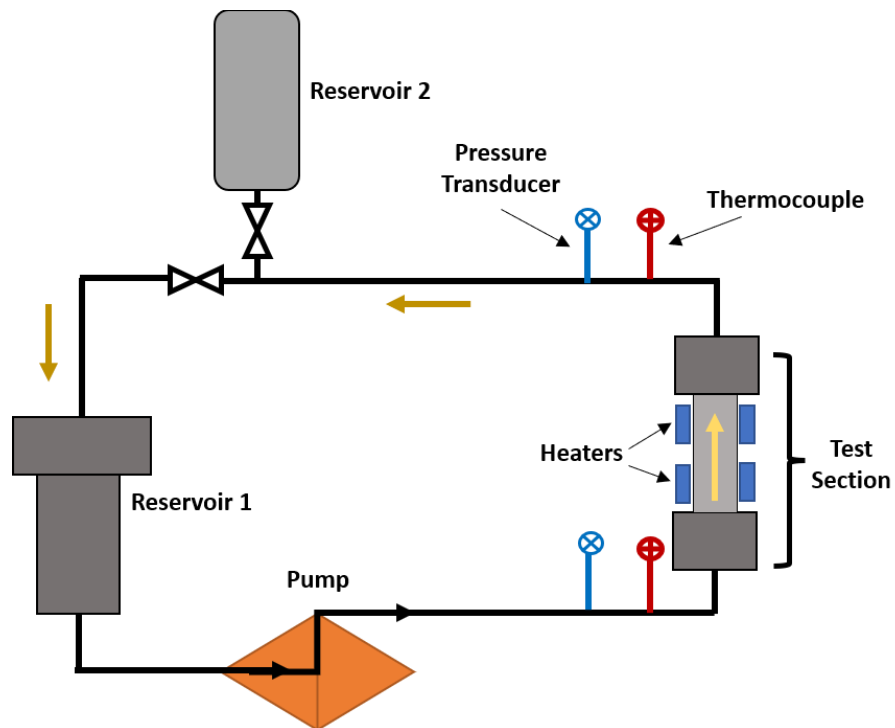 Reservoir 2
Pressure
Transducer
Thermocouple
Heaters
Test
Section
Reservoir 1
Pump